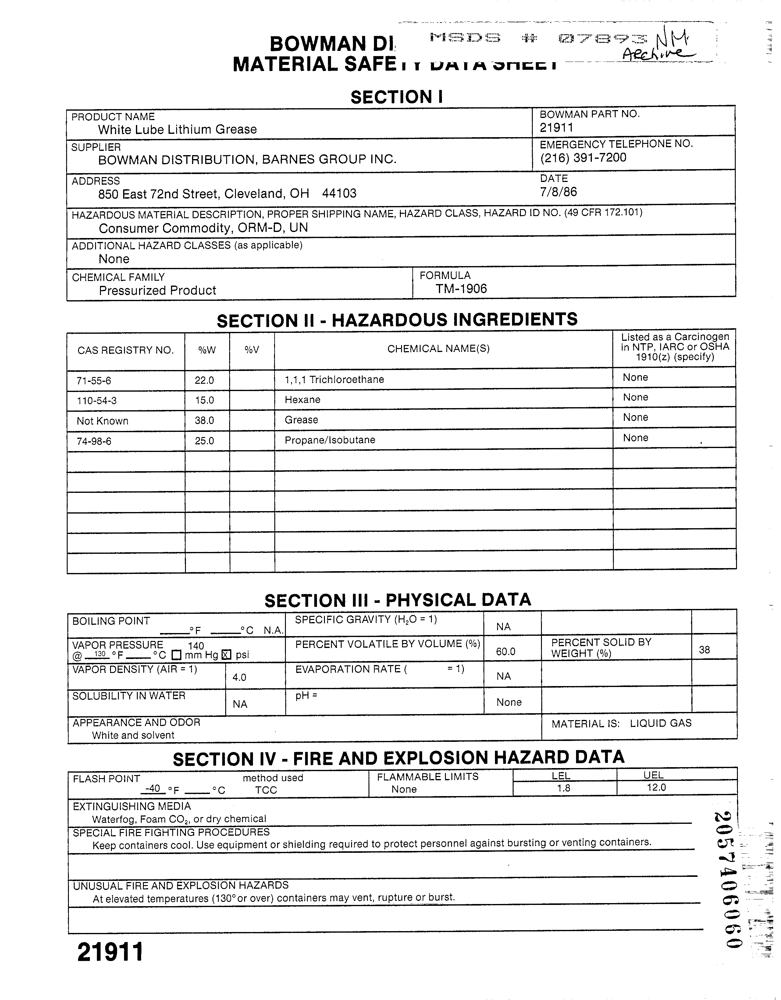 MSDS # 07893 NM
Archive
BOWMAN DI
MATERIAL SAFETY DATA SHEET
SECTION I
PRODUCT NAME
White Lube Lithium Grease
BOWMAN PART NO.
21911
SUPPLIER
BOWMAN DISTRIBUTION, BARNES GROUP INC.
EMERGENCY TELEPHONE NO.
(216) 391-7200
ADDRESS
850 East 72nd Street, Cleveland, OH 44103
DATE
7/8/86
HAZARDOUS MATERIAL DESCRIPTION, PROPER SHIPPING NAME, HAZARD CLASS, HAZARD ID NO. (49 CFR 172.101)
Consumer Commodity, ORM-D, UN
ADDITIONAL HAZARD CLASSES (as applicable)
None
CHEMICAL FAMILY
Pressurized Product
FORMULA
TM-1906
SECTION II - HAZARDOUS INGREDIENTS
CAS REGISTRY NO. %W %V CHEMICAL NAME(S) Listed as a Carcinogen
in NTP, IARC or OSHA
1910(z) (specify)
71-55-6 22.0 1,1,1 Trichloroethane None
110-54-3 15.0 Hexane None
Not Known 38.0 Grease None
74-98-6 25.0 Propane/Isobutane None
SECTION III - PHYSICAL DATA
BOILING POINT
°F °C N.A.
SPECIFIC GRAVITY (H₂O = 1) NA
VAPOR PRESSURE 140
@ 130 °F °C mm Hg X psi
PERCENT VOLATILE BY VOLUME (%) 60.0
PERCENT SOLID BY
WEIGHT (%) 38
VAPOR DENSITY (AIR = 1) 4.0
EVAPORATION RATE ( = 1) NA
SOLUBILITY IN WATER NA
pH = None
APPEARANCE AND ODOR
White and solvent
MATERIAL IS: LIQUID GAS
SECTION IV - FIRE AND EXPLOSION HAZARD DATA
FLASH POINT method used
-40 °F °C TCC
FLAMMABLE LIMITS
None
LEL
1.8
UEL
12.0
EXTINGUISHING MEDIA
Waterfog, Foam CO₂, or dry chemical
SPECIAL FIRE FIGHTING PROCEDURES
Keep containers cool. Use equipment or shielding required to protect personnel against bursting or venting containers.
UNUSUAL FIRE AND EXPLOSION HAZARDS
At elevated temperatures (130° or over) containers may vent, rupture or burst.
2057406060
21911